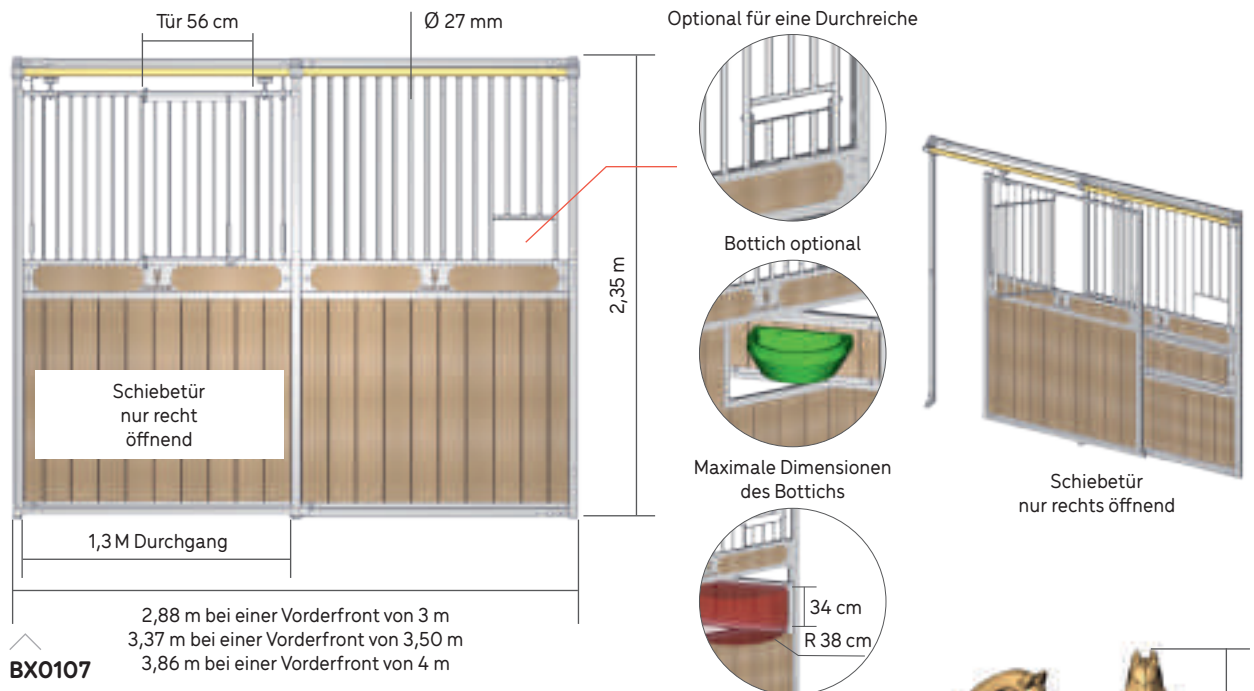 Tür 56 cm
Ø 27 mm
Optional für eine Durchreiche
2,35 m
Bottich optional
Schiebetür
nur recht
öffnend
Maximale Dimensionen
des Bottichs
Schiebetür
nur rechts öffnend
1,3 M Durchgang
34 cm
R 38 cm
2,88 m bei einer Vorderfront von 3 m
3,37 m bei einer Vorderfront von 3,50 m
3,86 m bei einer Vorderfront von 4 m
BX0107